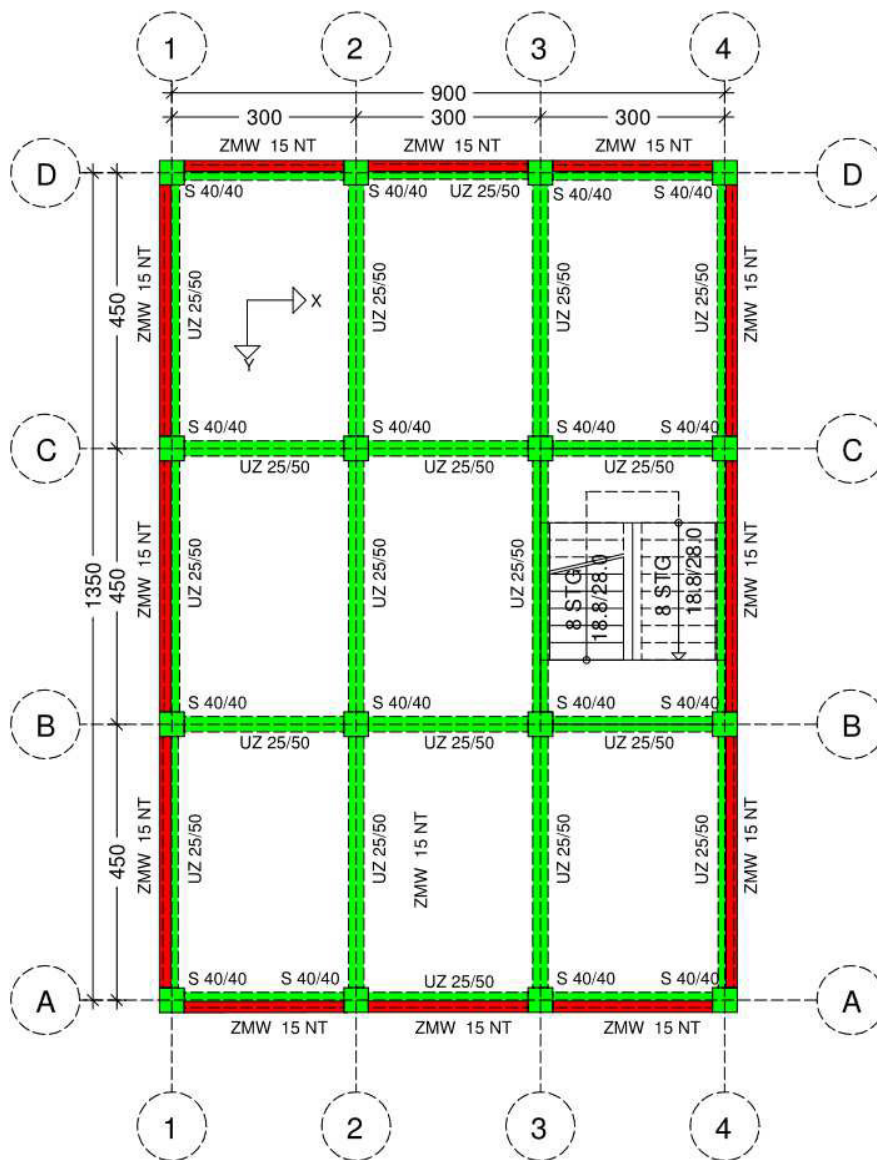 1 2 3 4
900
300 300 300
ZMW 15 NT ZMW 15 NT ZMW 15 NT
D D
S 40/40 S 40/40 UZ 25/50 S 40/40 S 40/40
450
ZMW 15 NT
UZ 25/50
UZ 25/50
UZ 25/50
UZ 25/50
ZMW 15 NT
X
Y
S 40/40 S 40/40 S 40/40 S 40/40
C C
UZ 25/50 UZ 25/50 UZ 25/50
1350
450
ZMW 15 NT
UZ 25/50
UZ 25/50
UZ 25/50
8 STG
18.8/28.0
8 STG
18.8/28.0
ZMW 15 NT
S 40/40 S 40/40 S 40/40 S 40/40
B B
UZ 25/50 UZ 25/50 UZ 25/50
450
ZMW 15 NT
UZ 25/50
UZ 25/50
ZMW 15 NT
UZ 25/50
UZ 25/50
ZMW 15 NT
S 40/40 S 40/40 UZ 25/50 S 40/40 S 40/40
A A
ZMW 15 NT ZMW 15 NT ZMW 15 NT
1 2 3 4